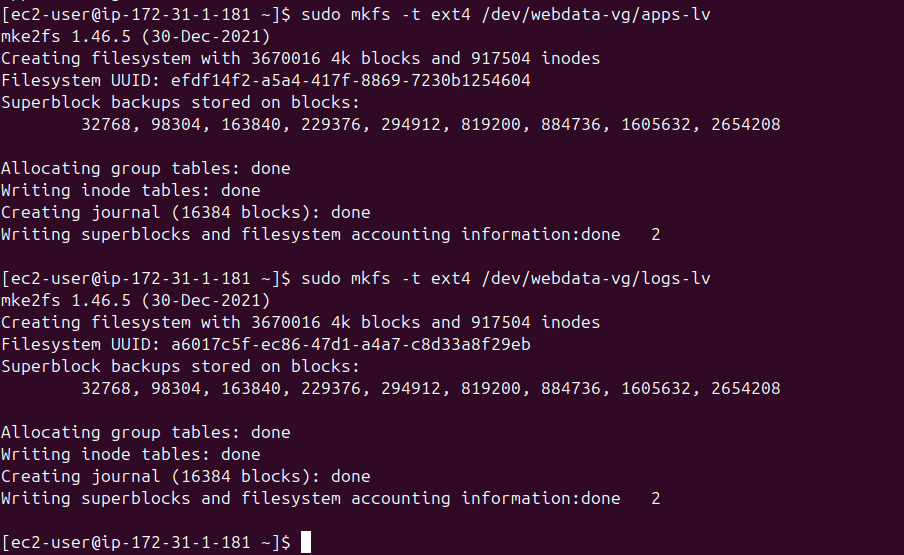 [ec2-user@ip-172-31-1-181 ~]$ sudo mkfs -t ext4 /dev/webdata-vg/apps-lv
mke2fs 1.46.5 (30-Dec-2021)
Creating filesystem with 3670016 4k blocks and 917504 inodes
Filesystem UUID: efdf14f2-a5a4-417f-8869-7230b1254604
Superblock backups stored on blocks:
        32768, 98304, 163840, 229376, 294912, 819200, 884736, 1605632, 2654208

Allocating group tables: done
Writing inode tables: done
Creating journal (16384 blocks): done
Writing superblocks and filesystem accounting information:done   2

[ec2-user@ip-172-31-1-181 ~]$ sudo mkfs -t ext4 /dev/webdata-vg/logs-lv
mke2fs 1.46.5 (30-Dec-2021)
Creating filesystem with 3670016 4k blocks and 917504 inodes
Filesystem UUID: a6017c5f-ec86-47d1-a4a7-c8d33a8f29eb
Superblock backups stored on blocks:
        32768, 98304, 163840, 229376, 294912, 819200, 884736, 1605632, 2654208

Allocating group tables: done
Writing inode tables: done
Creating journal (16384 blocks): done
Writing superblocks and filesystem accounting information:done   2

[ec2-user@ip-172-31-1-181 ~]$